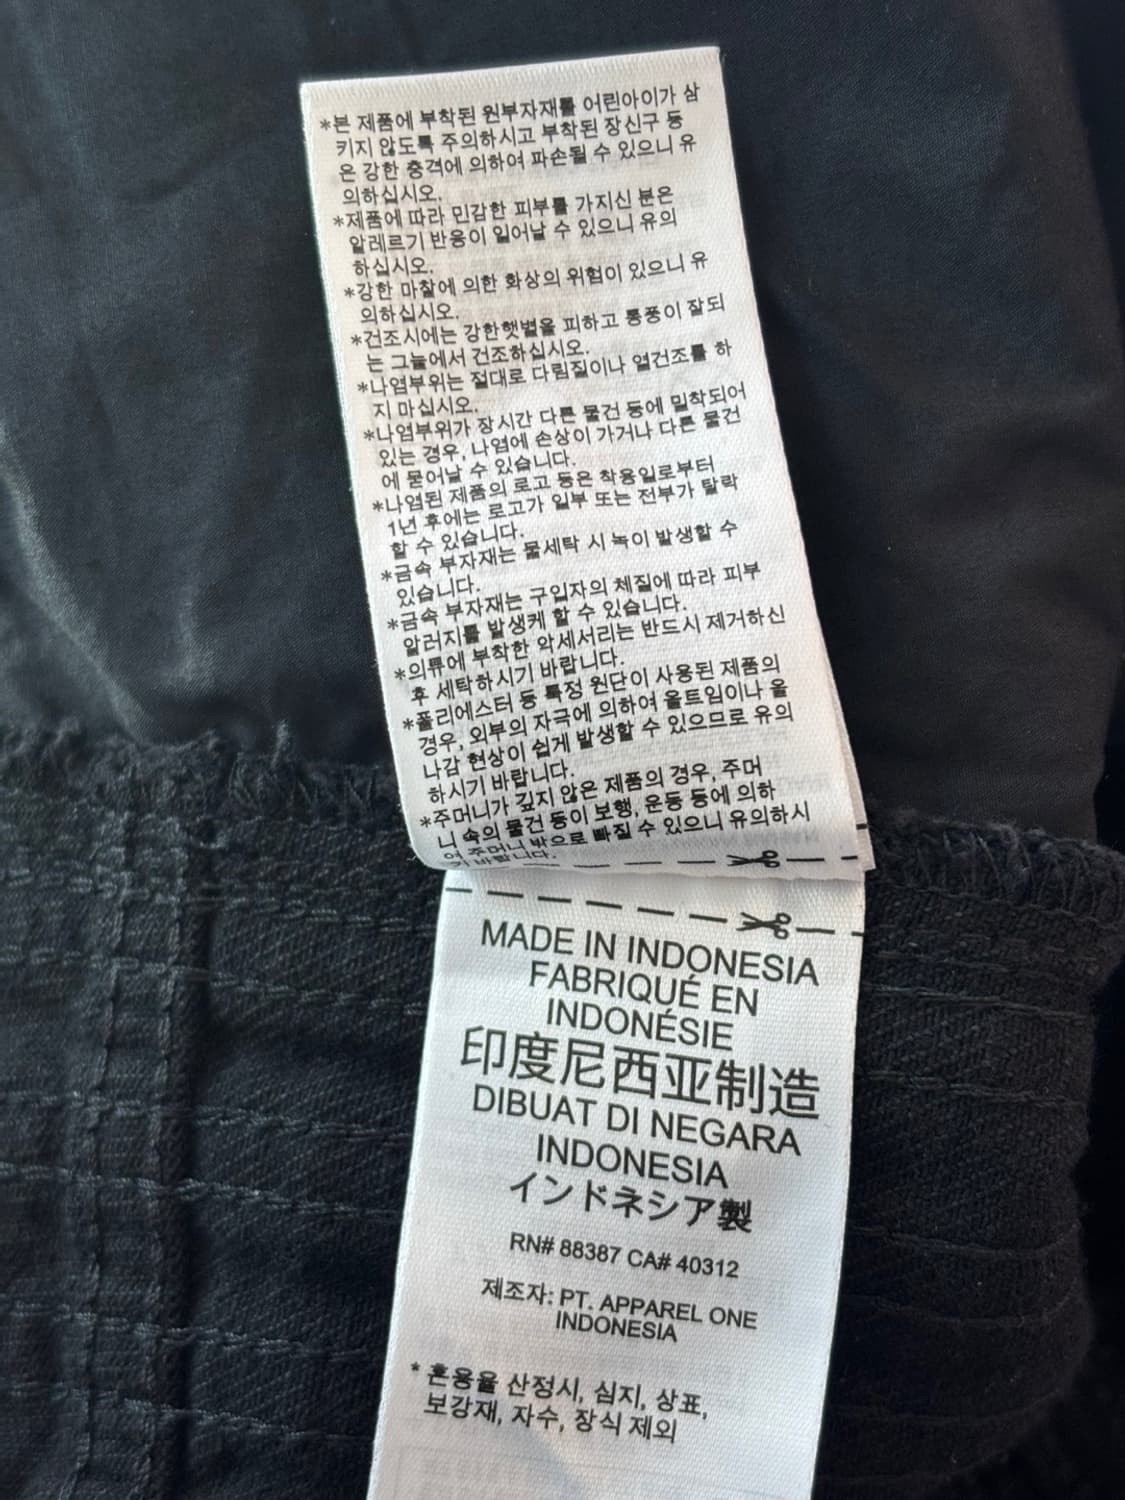 *본 제품에 부착된 원부자재를 어린아이가 삼
키지 않도록 주의하시고 부착된 장신구 등
은 강한 충격에 의하여 파손될 수 있으니 유
의하십시오.
*제품에 따라 민감한 피부를 가지신 분은
알레르기 반응이 일어날 수 있으니 유의
하십시오.
*강한 마찰에 의한 화상의 위험이 있으니 유
의하십시오.
*건조시에는 강한햇볕을 피하고 통풍이 잘되
는 그늘에서 건조하십시오.
*나염부위는 절대로 다림질이나 열건조를 하
지 마십시오.
*나염부위가 장시간 다른 물건 등에 밀착되어
있는 경우, 나염에 손상이 가거나 다른 물건
에 묻어날 수 있습니다.
*나염된 제품의 로고 등은 착용일로부터
1년 후에는 로고가 일부 또는 전부가 탈락
할 수 있습니다.
*금속 부자재는 물세탁 시 녹이 발생할 수
있습니다.
*금속 부자재는 구입자의 체질에 따라 피부
알러지를 발생케 할 수 있습니다.
*의류에 부착한 악세서리는 반드시 제거하신
후 세탁하시기 바랍니다.
*폴리에스터 등 특정 원단이 사용된 제품의
경우, 외부의 자극에 의하여 올트임이나 올
나감 현상이 쉽게 발생할 수 있으므로 유의
하시기 바랍니다.
*주머니가 깊지 않은 제품의 경우, 주머
니 속의 물건 등이 보행, 운동 등에 의하
여 주머니 밖으로 빠질 수 있으니 유의하시
기 바랍니다.
MADE IN INDONESIA
FABRIQUÉ EN
INDONÉSIE
印度尼西亚制造
DIBUAT DI NEGARA
INDONESIA
インドネシア製
RN# 88387 CA# 40312
제조자: PT. APPAREL ONE
INDONESIA
* 혼용율 산정시, 심지, 상표,
보강재, 자수, 장식 제외